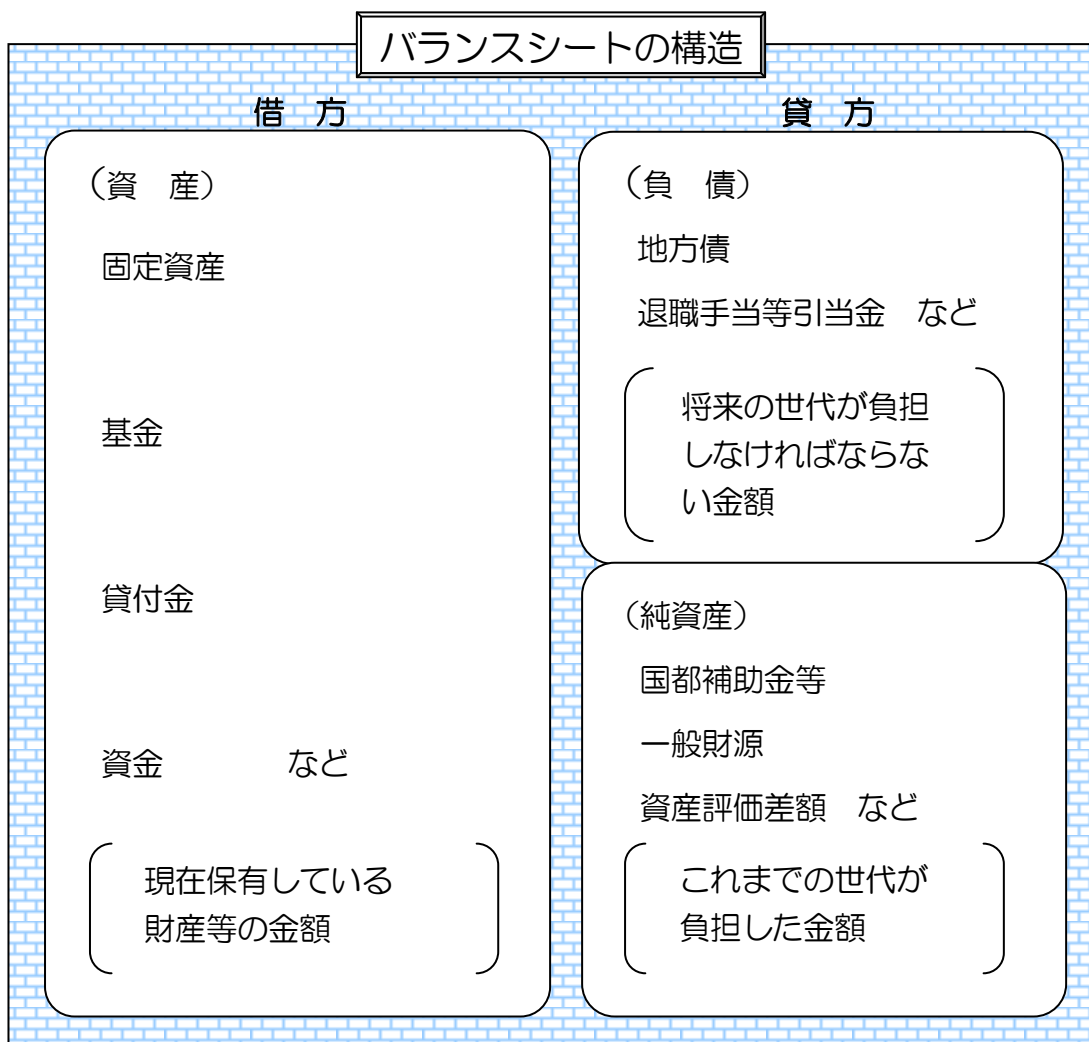 バランスシートの構造
借 方
(資 産)
固定資産
基金
貸付金
資金 など
現在保有している
財産等の金額
貸 方
(負 債)
地方債
退職手当等引当金 など
将来の世代が負担
しなければならな
い金額
(純資産)
国都補助金等
一般財源
資産評価差額 など
これまでの世代が
負担した金額